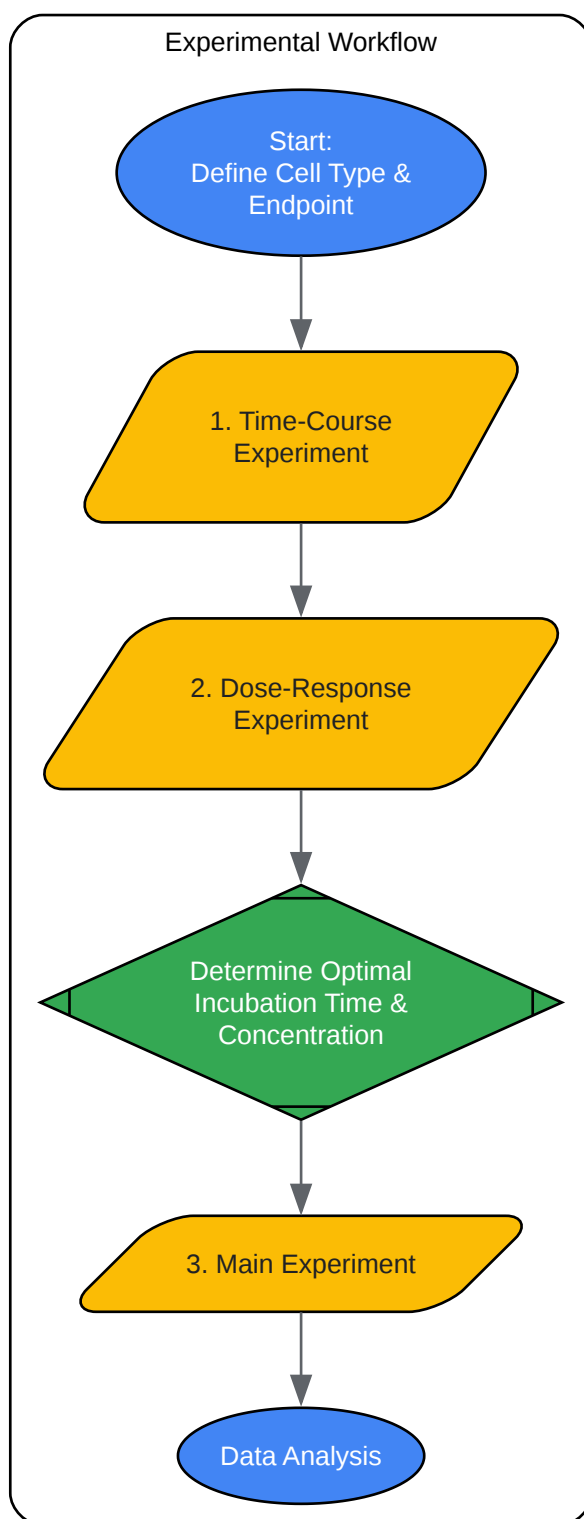 Experimental Workflow
Start:
Define Cell Type &
Endpoint
1. Time-Course
Experiment
2. Dose-Response
Experiment
Determine Optimal
Incubation Time &
Concentration
3. Main Experiment
Data Analysis